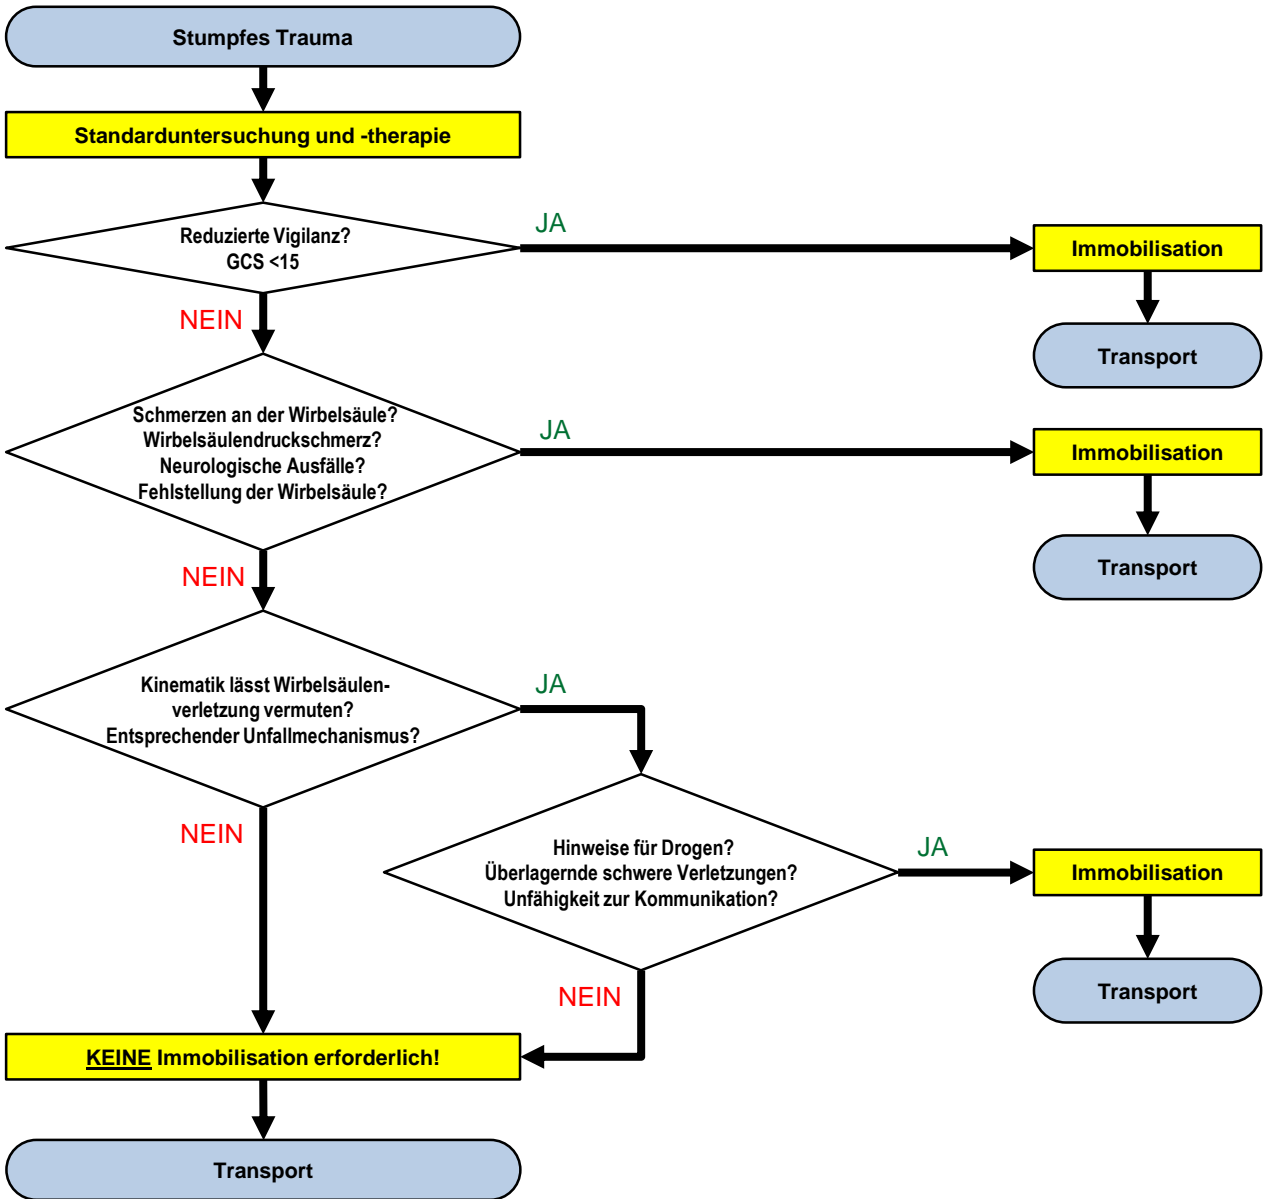 Stumpfes Trauma
Standarduntersuchung und -therapie
Reduzierte Vigilanz?
GCS <15
JA
Immobilisation
Transport
NEIN
Schmerzen an der Wirbelsäule?
Wirbelsäulendruckschmerz?
Neurologische Ausfälle?
Fehlstellung der Wirbelsäule?
JA
Immobilisation
Transport
NEIN
Kinematik lässt Wirbelsäulen-
verletzung vermuten?
Entsprechender Unfallmechanismus?
JA
NEIN
Hinweise für Drogen?
Überlagernde schwere Verletzungen?
Unfähigkeit zur Kommunikation?
JA
Immobilisation
Transport
NEIN
KEINE Immobilisation erforderlich!
Transport